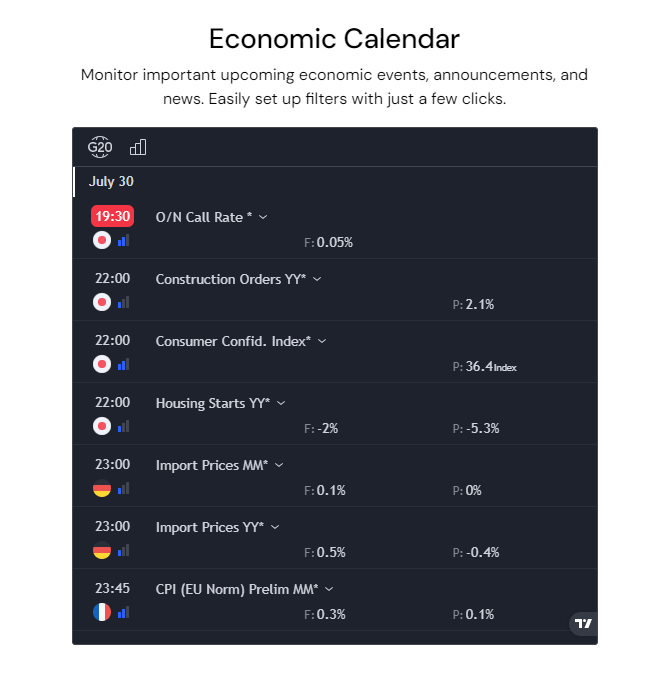 Economic Calendar
Monitor important upcoming economic events, announcements, and
news. Easily set up filters with just a few clicks.
G20
July 30
19:30 O/N Call Rate *
F: 0.05%
22:00 Construction Orders YY*
P: 2.1%
22:00 Consumer Confid. Index*
P: 36.4 Index
22:00 Housing Starts YY*
F: -2% P: -5.3%
23:00 Import Prices MM*
F: 0.1% P: 0%
23:00 Import Prices YY*
F: 0.5% P: -0.4%
23:45 CPI (EU Norm) Prelim MM*
F: 0.3% P: 0.1%